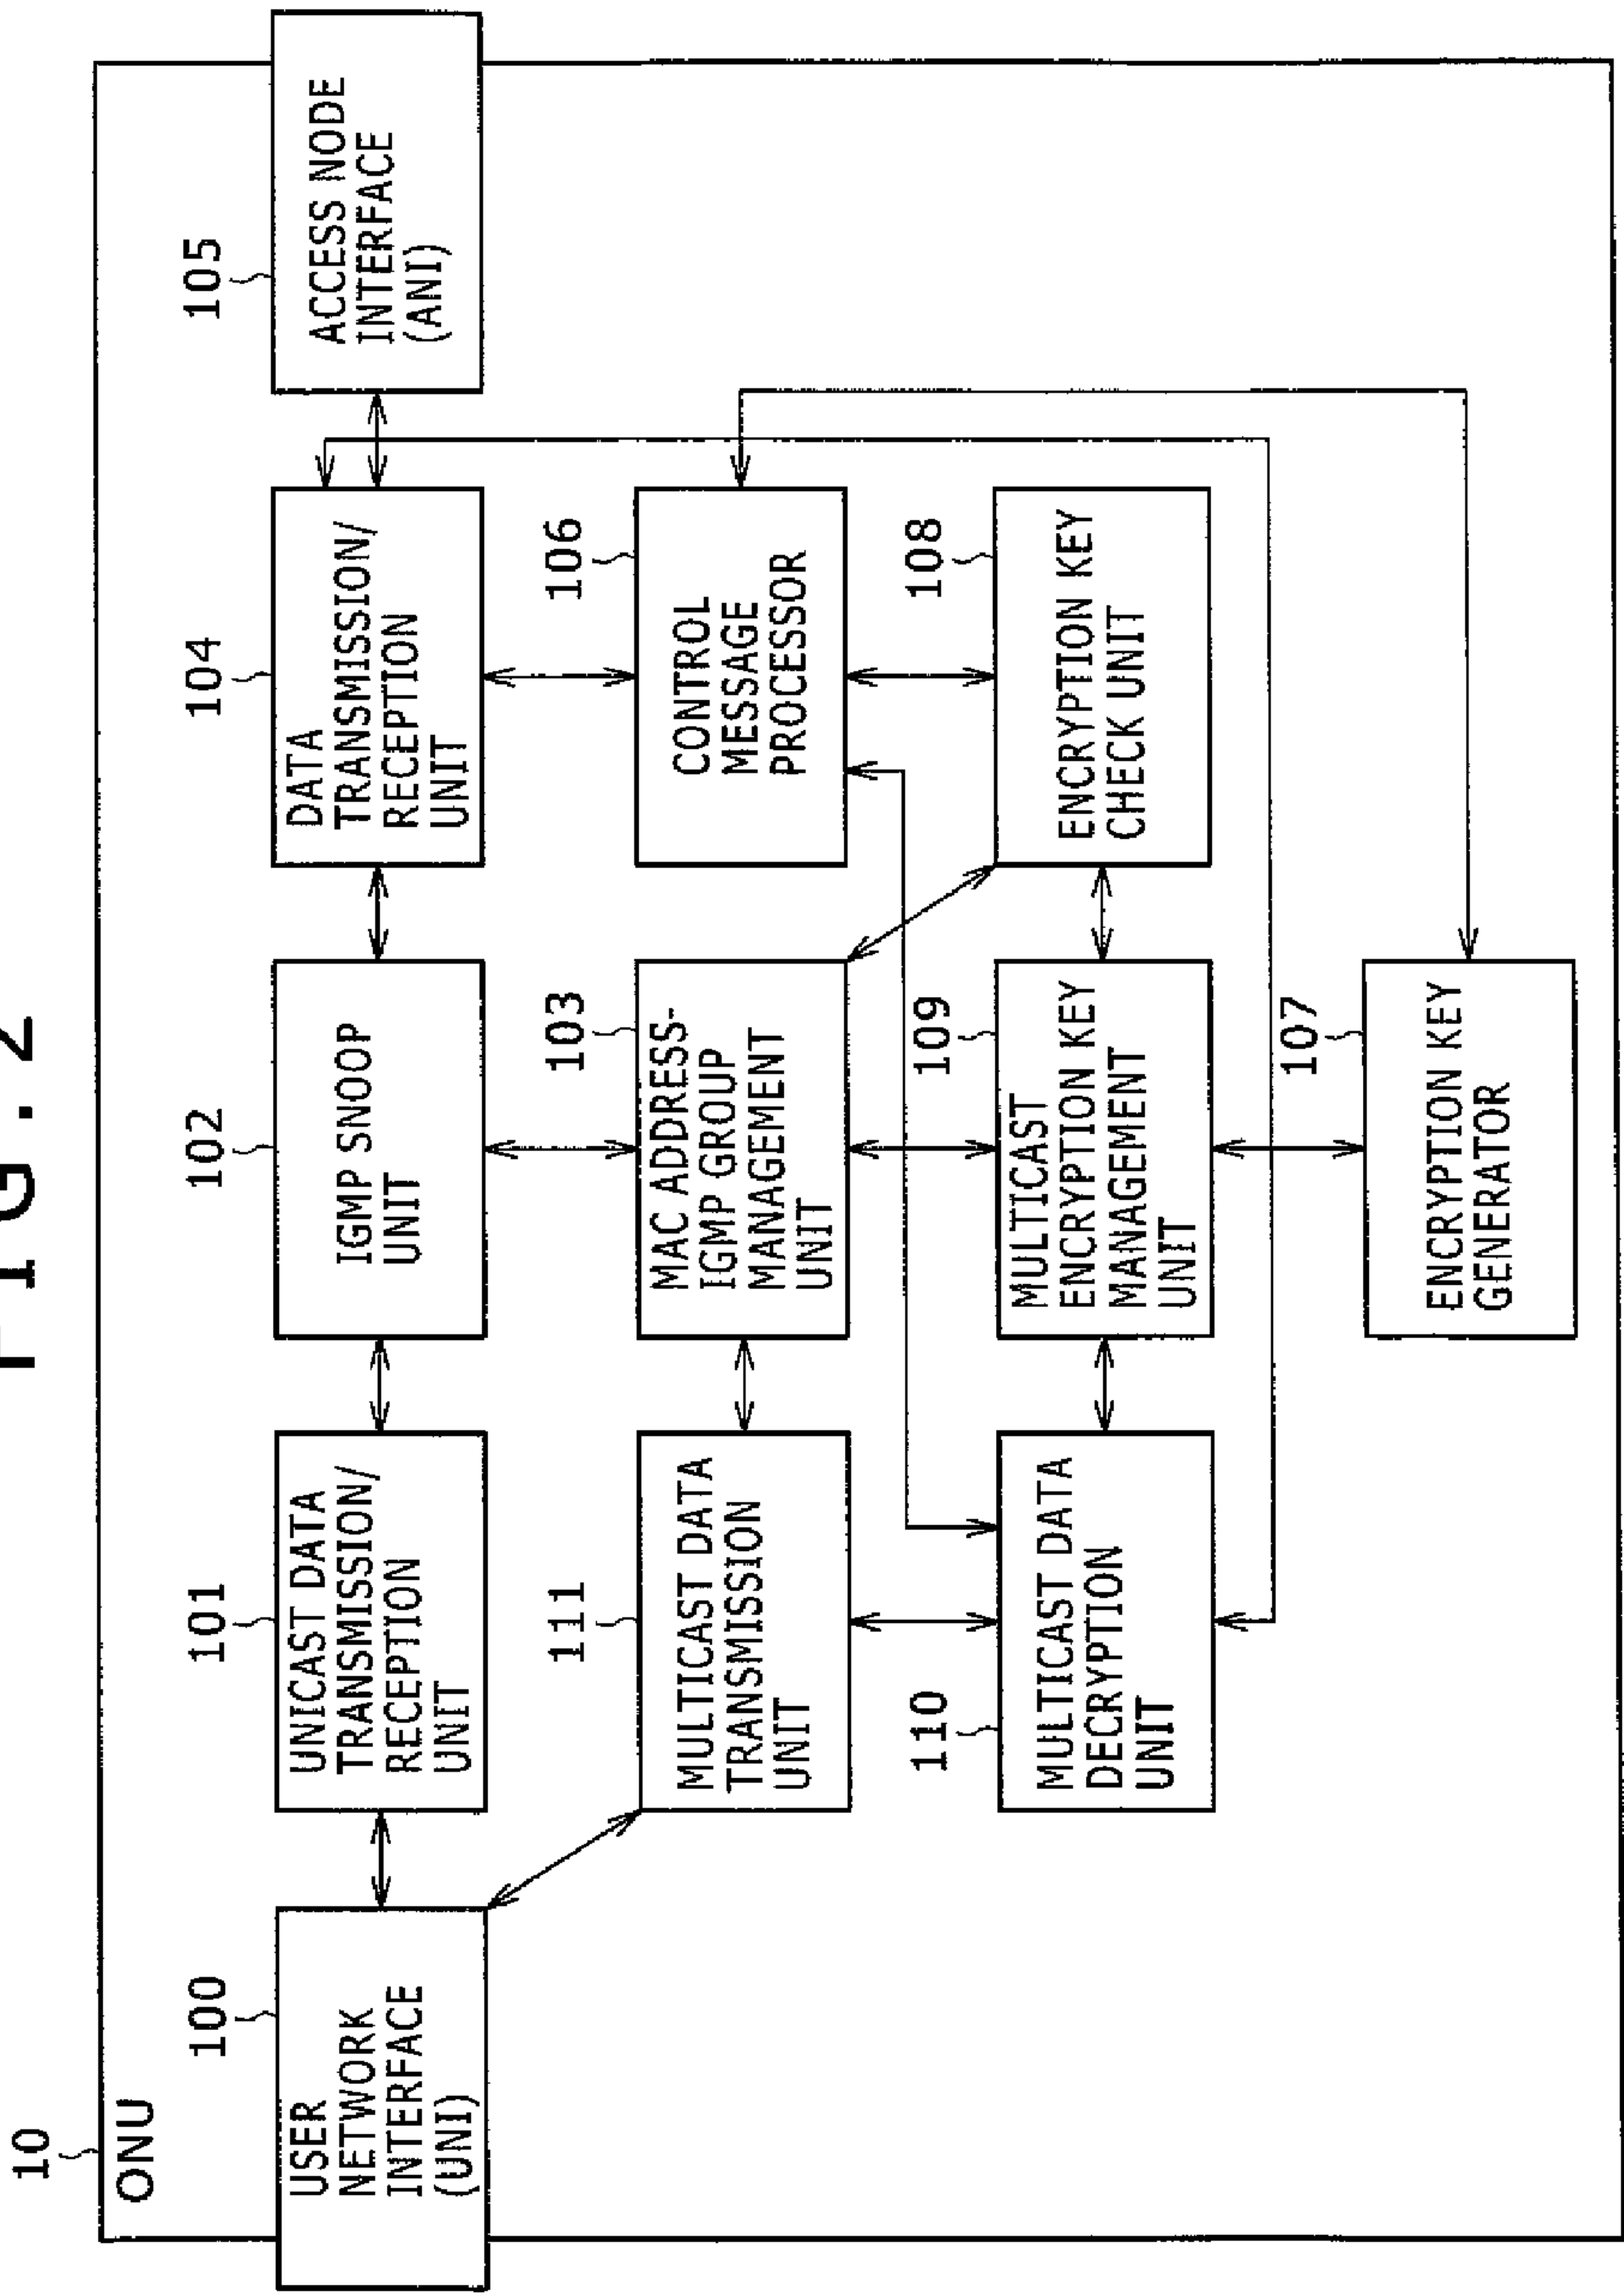 FIG. 2
10
ONU
100
USER
NETWORK
INTERFACE
(UNI)
101
UNICAST DATA
TRANSMISSION/
RECEPTION
UNIT
102
IGMP SNOOP
UNIT
104
DATA
TRANSMISSION/
RECEPTION
UNIT
105
ACCESS NODE
INTERFACE
(ANI)
111
MULTICAST DATA
TRANSMISSION
UNIT
103
MAC ADDRESS-
IGMP GROUP
MANAGEMENT
UNIT
106
CONTROL
MESSAGE
PROCESSOR
110
MULTICAST DATA
DECRYPTION
UNIT
109
MULTICAST
ENCRYPTION KEY
MANAGEMENT
UNIT
108
ENCRYPTION KEY
CHECK UNIT
107
ENCRYPTION KEY
GENERATOR